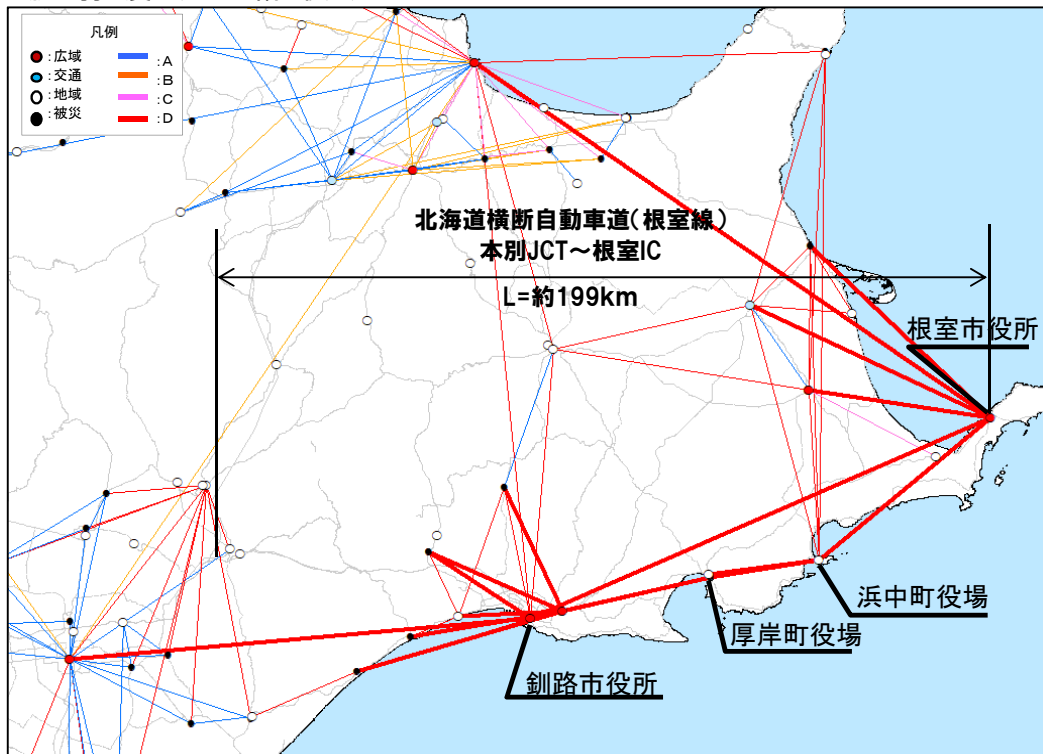 凡例
:広域
:交通
:地域
:被災
:A
:B
:C
:D
北海道横断自動車道(根室線)
本別JCT～根室IC
L=約199km
根室市役所
浜中町役場
厚岸町役場
釧路市役所